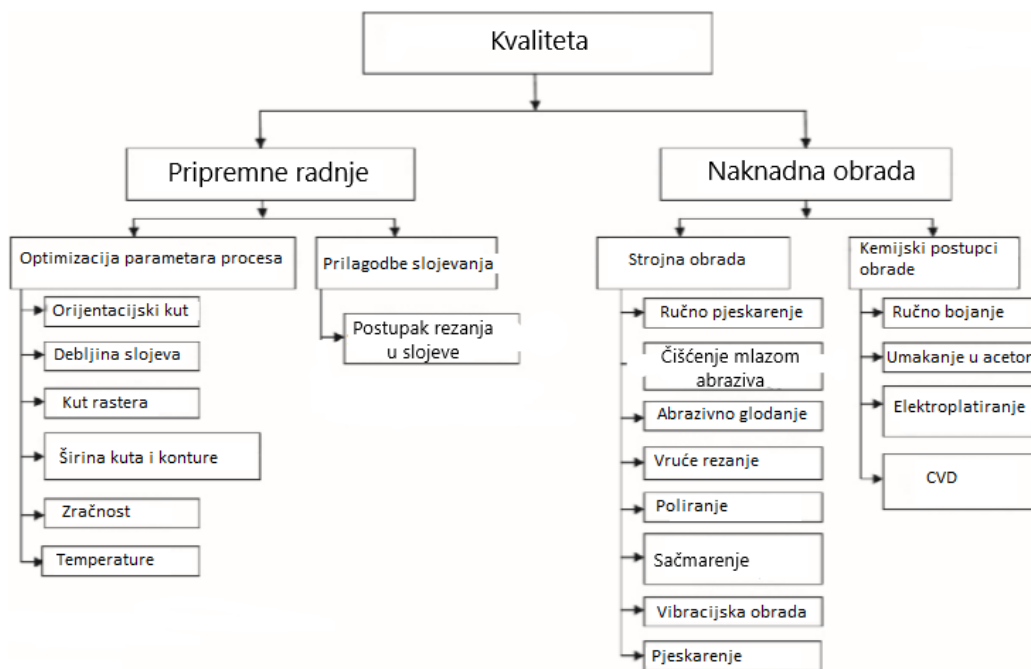 Kvaliteta
Pripremne radnje
Naknadna obrada
Optimizacija parametara procesa
Prilagodbe slojevanja
Strojna obrada
Kemijski postupci
obrade
Orijentacijski kut
Debljina slojeva
Kut rastera
Širina kuta i konture
Zračnost
Temperature
Postupak rezanja
u slojeve
Ručno pjeskarenje
Čišćenje mlazom
abraziva
Abrazivno glodanje
Vruće rezanje
Poliranje
Sačmarenje
Vibracijska obrada
Pjeskarenje
Ručno bojanje
Umakanje u aceton
Elektroplatiranje
CVD